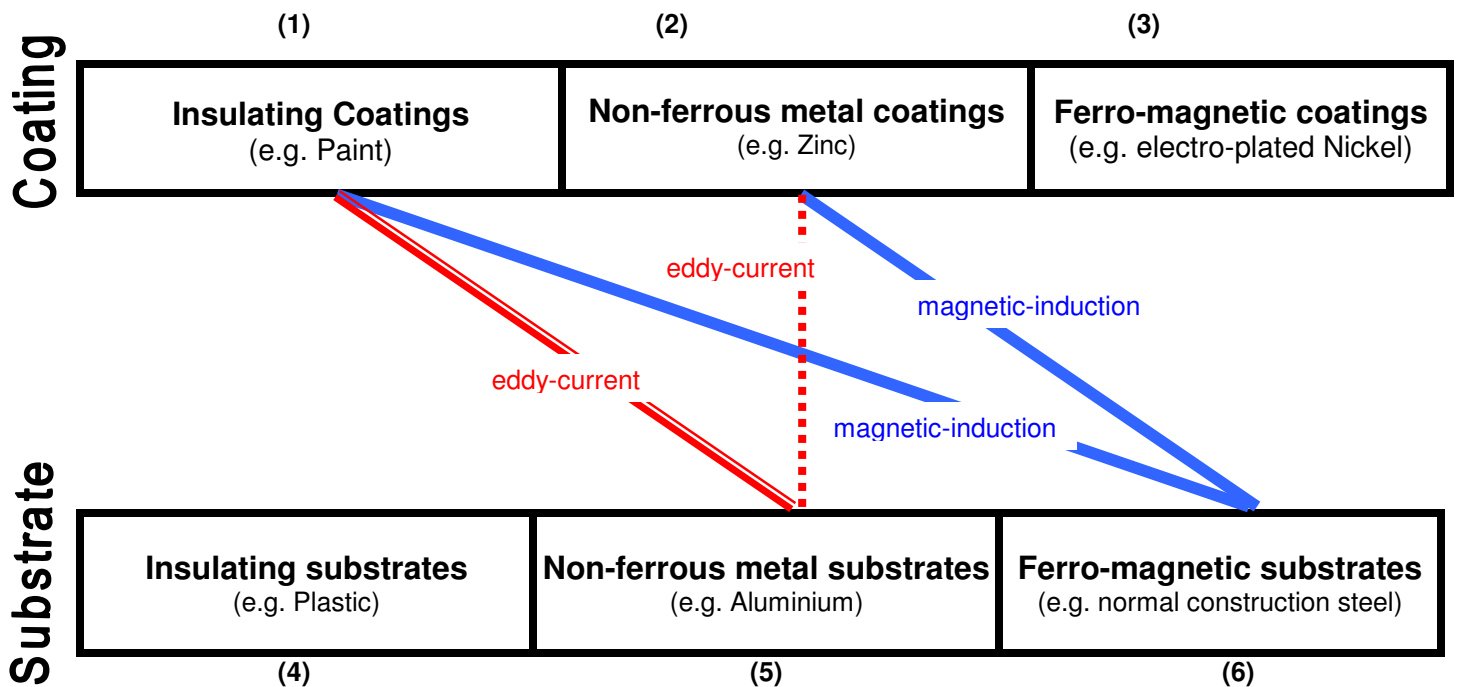 (1)
(2)
(3)
Coating
Insulating Coatings
(e.g. Paint)
Non-ferrous metal coatings
(e.g. Zinc)
Ferro-magnetic coatings
(e.g. electro-plated Nickel)
eddy-current
magnetic-induction
eddy-current
magnetic-induction
Substrate
Insulating substrates
(e.g. Plastic)
Non-ferrous metal substrates
(e.g. Aluminium)
Ferro-magnetic substrates
(e.g. normal construction steel)
(4)
(5)
(6)